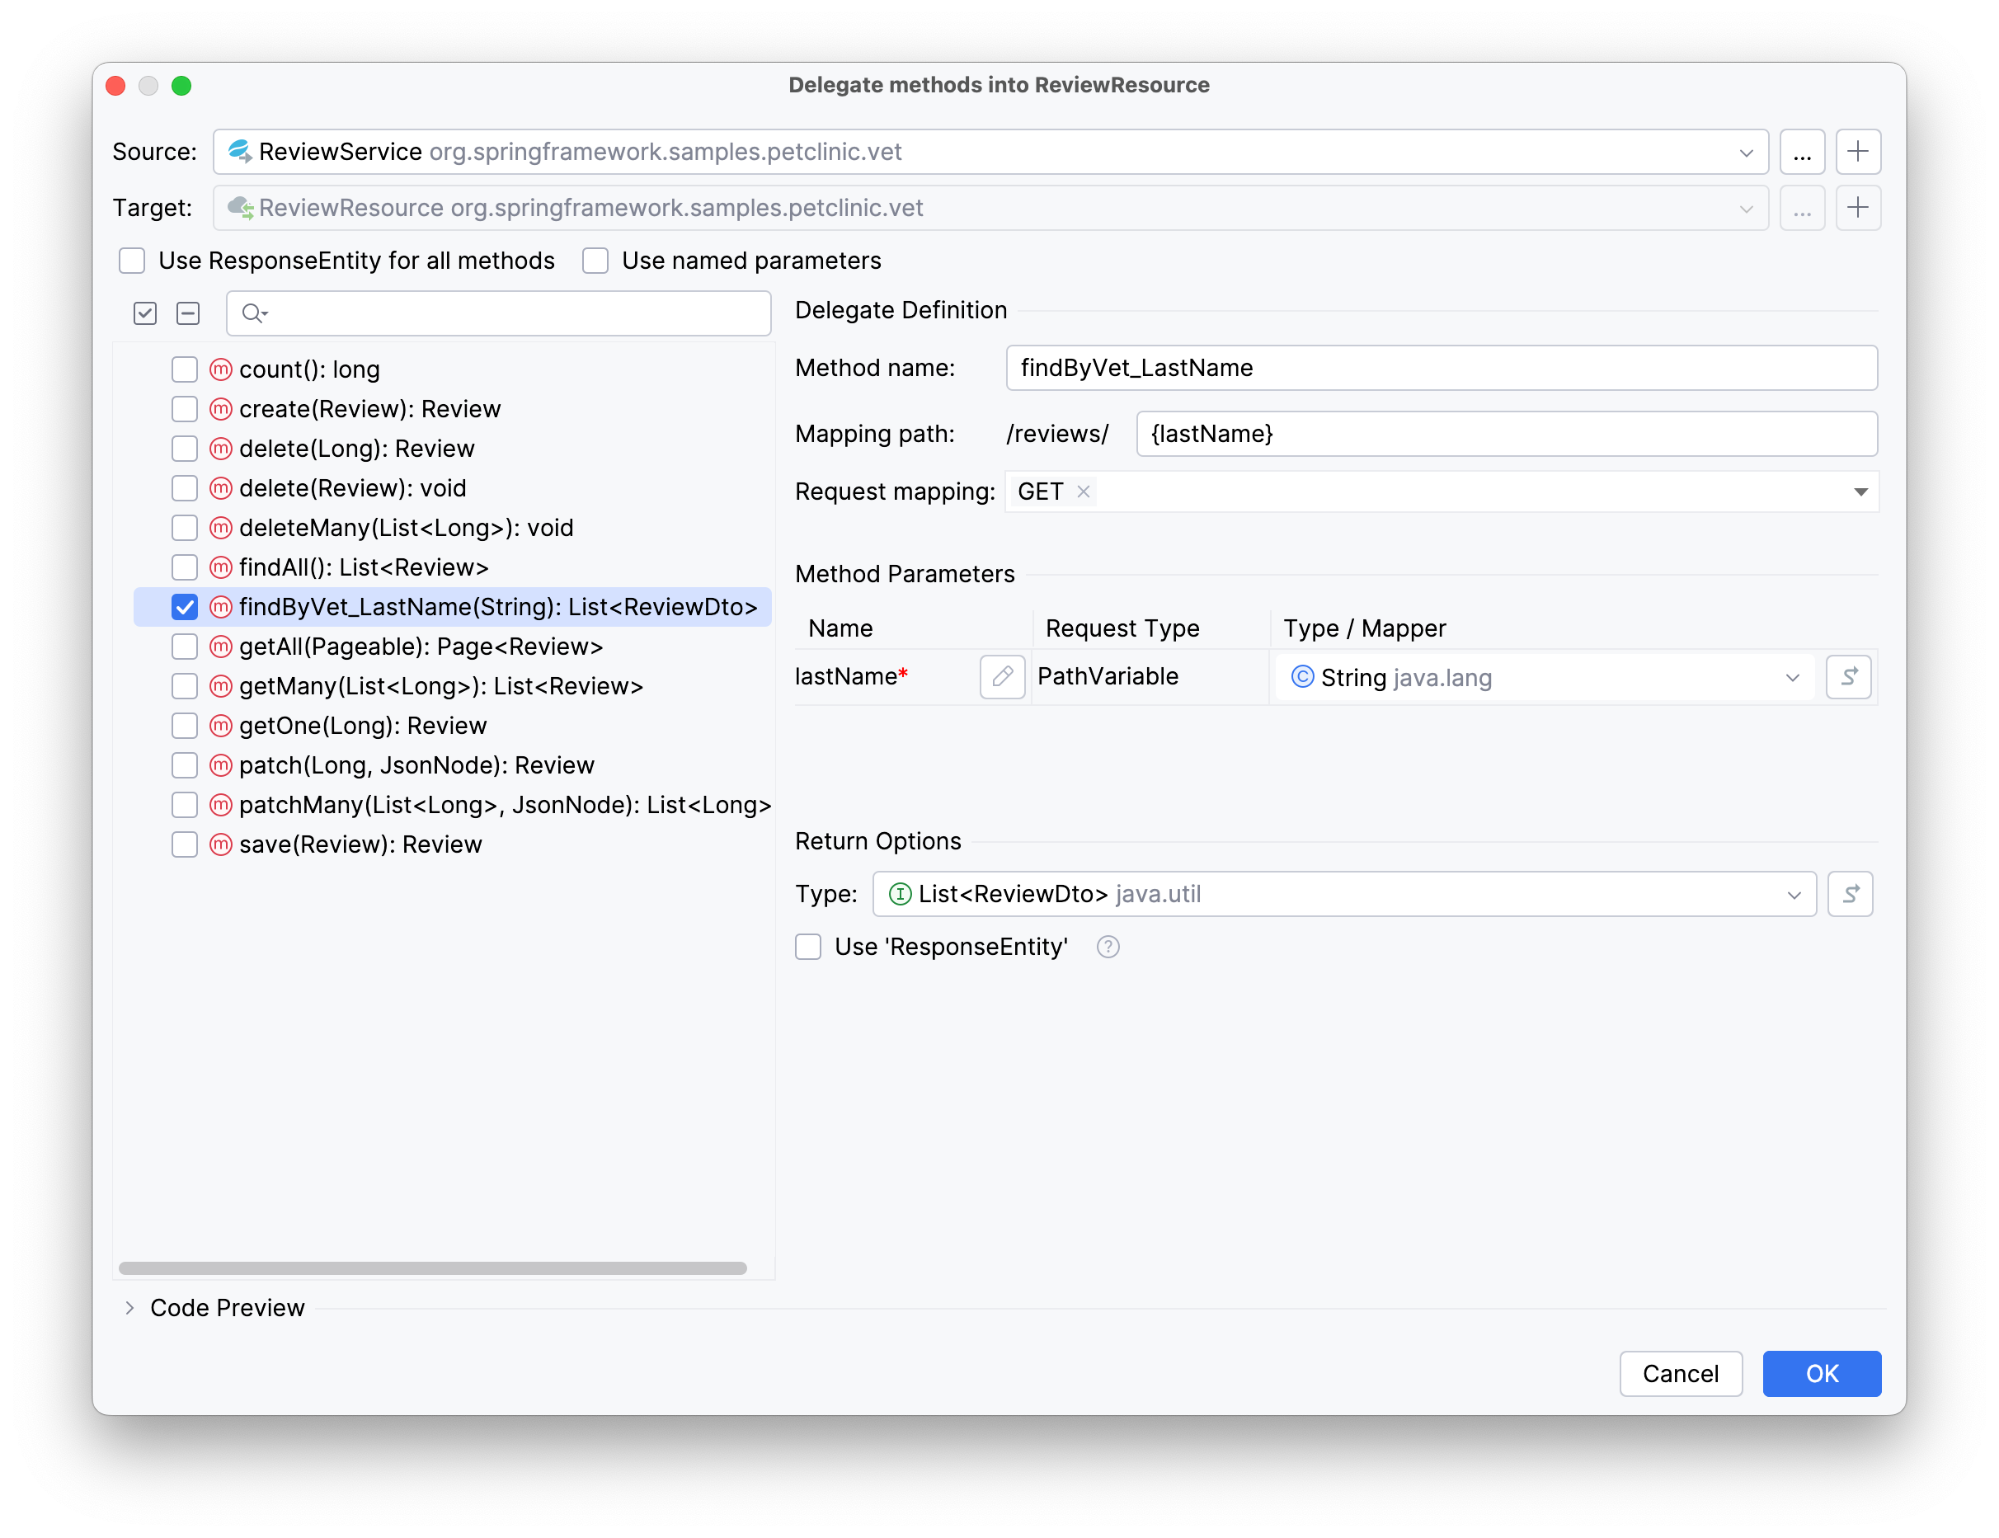 Delegate methods into ReviewResource
Source: ReviewService org.springframework.samples.petclinic.vet ...
Target: ReviewResource org.springframework.samples.petclinic.vet ...
Use ResponseEntity for all methods Use named parameters
count(): long
create(Review): Review
delete(Long): Review
delete(Review): void
deleteMany(List<Long>): void
findAll(): List<Review>
findByVet_LastName(String): List<ReviewDto>
getAll(Pageable): Page<Review>
getMany(List<Long>): List<Review>
getOne(Long): Review
patch(Long, JsonNode): Review
patchMany(List<Long>, JsonNode): List<Long>
save(Review): Review
Delegate Definition
Method name: findByVet_LastName
Mapping path: /reviews/ {lastName}
Request mapping: GET
Method Parameters
Name Request Type Type / Mapper
lastName* PathVariable String java.lang
Return Options
Type: List<ReviewDto> java.util
Use 'ResponseEntity' ?
Code Preview
Cancel OK